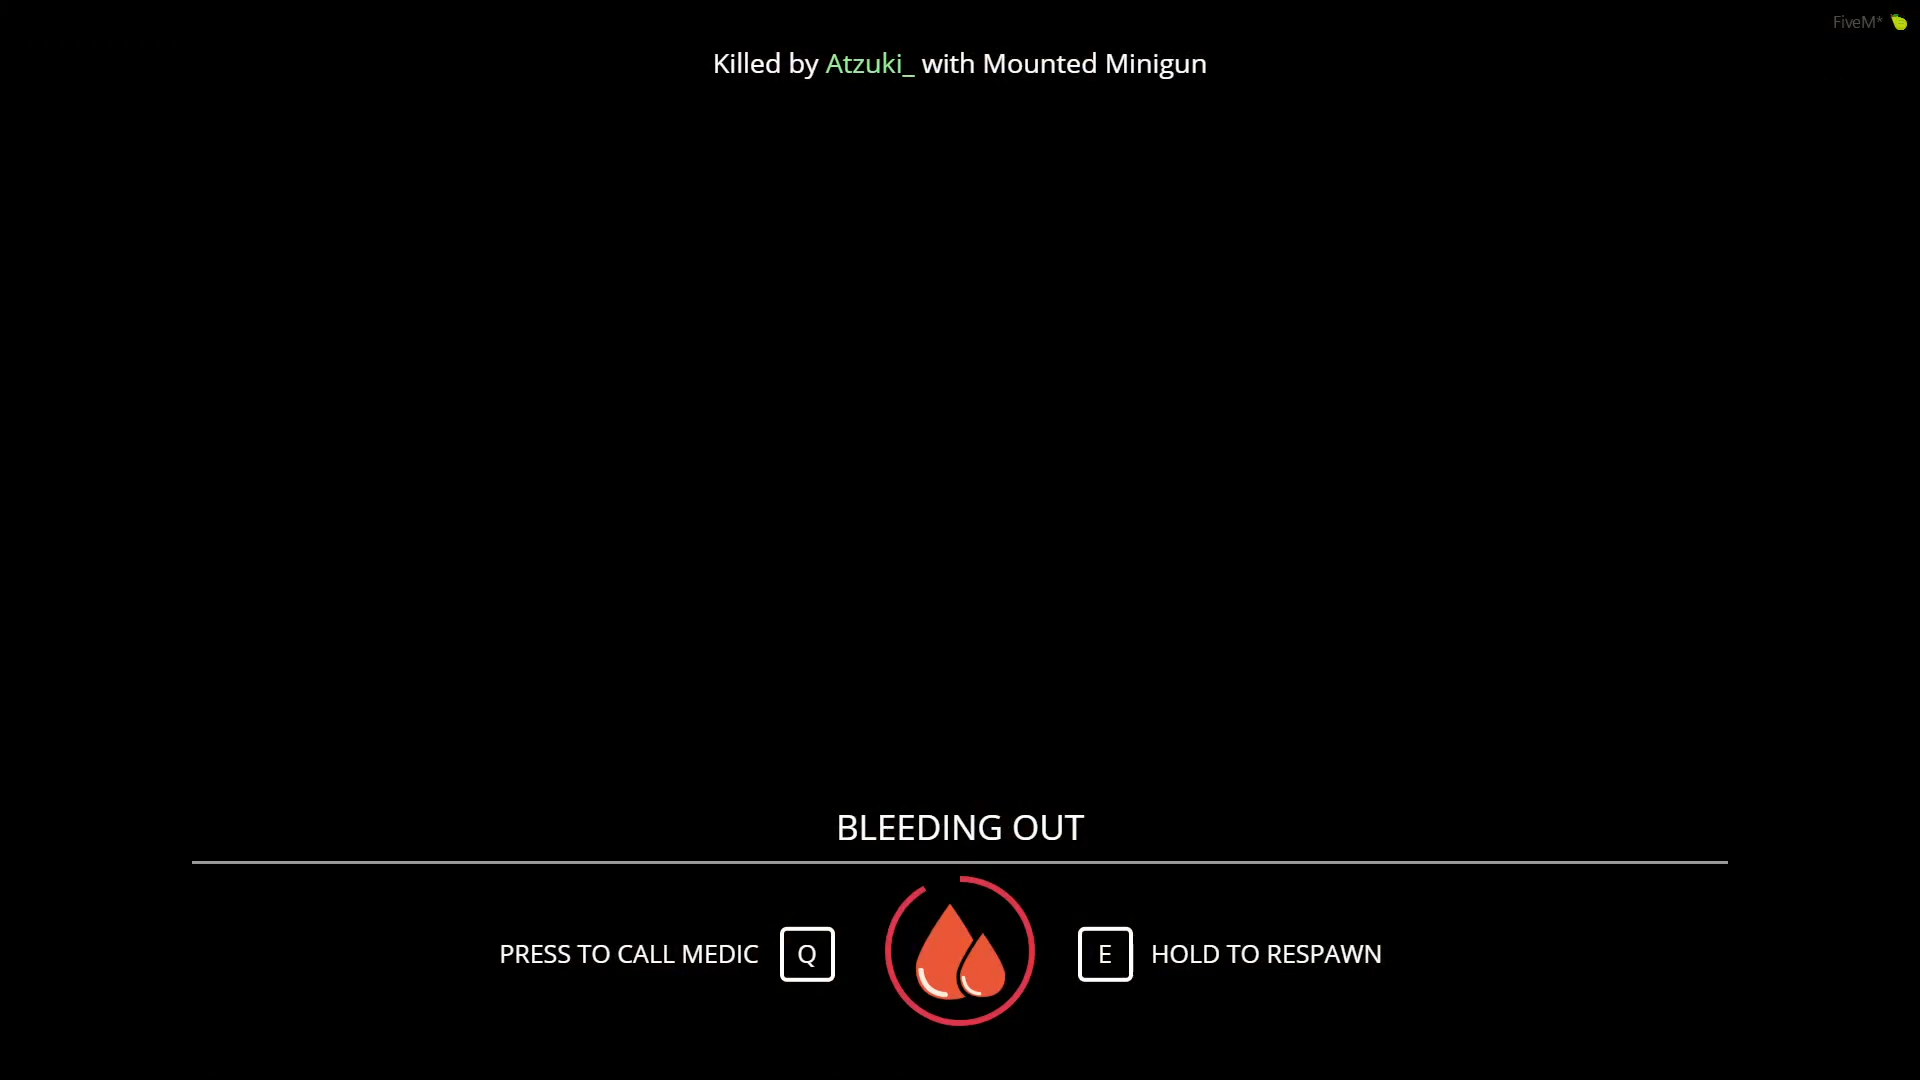 FiveM*
Killed by Atzuki_ with Mounted Minigun
BLEEDING OUT
PRESS TO CALL MEDIC Q E HOLD TO RESPAWN